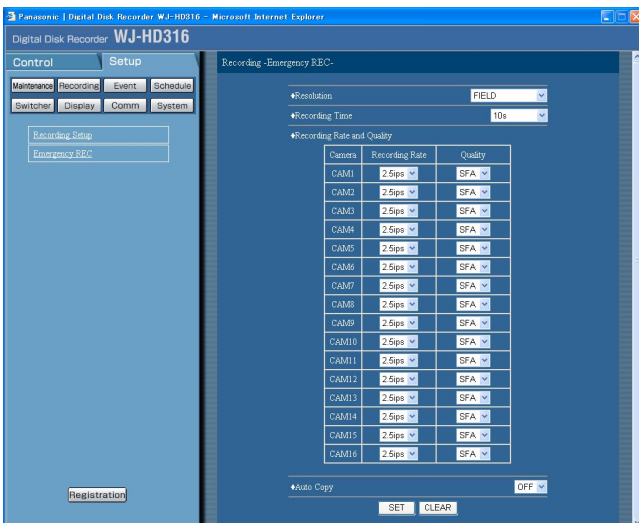 Panasonic | Digital Disk Recorder WJ-HD316 - Microsoft Internet Explorer
Digital Disk Recorder WJ-HD316
Control Setup
Maintenance Recording Event Schedule
Switcher Display Comm System
Recording Setup
Emergency REC
Registration
Recording -Emergency REC-
♦Resolution FIELD
♦Recording Time 10s
♦Recording Rate and Quality
Camera Recording Rate Quality
CAM1 2.5ips SFA
CAM2 2.5ips SFA
CAM3 2.5ips SFA
CAM4 2.5ips SFA
CAM5 2.5ips SFA
CAM6 2.5ips SFA
CAM7 2.5ips SFA
CAM8 2.5ips SFA
CAM9 2.5ips SFA
CAM10 2.5ips SFA
CAM11 2.5ips SFA
CAM12 2.5ips SFA
CAM13 2.5ips SFA
CAM14 2.5ips SFA
CAM15 2.5ips SFA
CAM16 2.5ips SFA
♦Auto Copy OFF
SET CLEAR